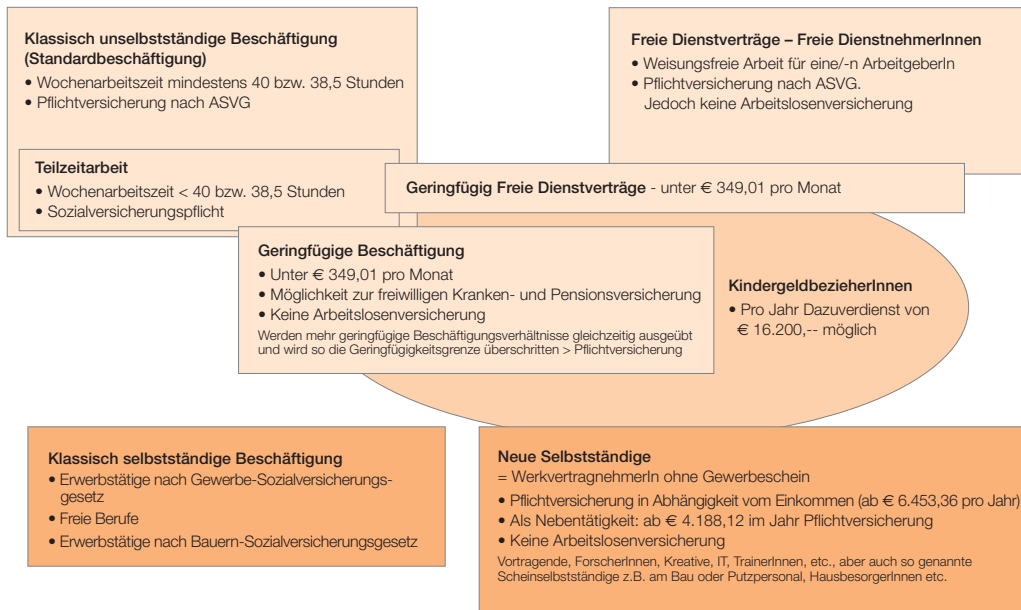 Klassisch unselbstständige Beschäftigung
(Standardbeschäftigung)
• Wochenarbeitszeit mindestens 40 bzw. 38,5 Stunden
• Pflichtversicherung nach ASVG
Freie Dienstverträge – Freie DienstnehmerInnen
• Weisungsfreie Arbeit für eine/-n ArbeitgeberIn
• Pflichtversicherung nach ASVG.
Jedoch keine Arbeitslosenversicherung
Teilzeitarbeit
• Wochenarbeitszeit < 40 bzw. 38,5 Stunden
• Sozialversicherungspflicht
Geringfügig Freie Dienstverträge - unter € 349,01 pro Monat
Geringfügige Beschäftigung
• Unter € 349,01 pro Monat
• Möglichkeit zur freiwilligen Kranken- und Pensionsversicherung
• Keine Arbeitslosenversicherung
Werden mehr geringfügige Beschäftigungsverhältnisse gleichzeitig ausgeübt
und wird so die Geringfügigkeitsgrenze überschritten > Pflichtversicherung
KindergeldbezieherInnen
• Pro Jahr Dazuverdienst von
€ 16.200,-- möglich
Klassisch selbstständige Beschäftigung
• Erwerbstätige nach Gewerbe-Sozialversicherungs-
gesetz
• Freie Berufe
• Erwerbstätige nach Bauern-Sozialversicherungsgesetz
Neue Selbstständige
= WerkvertragnehmerIn ohne Gewerbeschein
• Pflichtversicherung in Abhängigkeit vom Einkommen (ab € 6.453,36 pro Jahr)
• Als Nebentätigkeit: ab € 4.188,12 im Jahr Pflichtversicherung
• Keine Arbeitslosenversicherung
Vortragende, ForscherInnen, Kreative, IT, TrainerInnen, etc., aber auch so genannte
Scheinselbstständige z.B. am Bau oder Putzpersonal, HausbesorgerInnen etc.